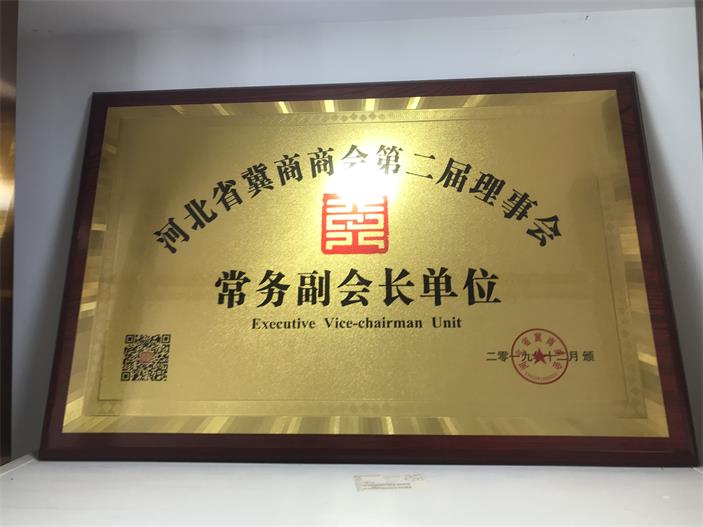 河北省冀商商会第二届理事会
常务副会长单位
Executive Vice-chairman Unit
二零一九年十二月 颁